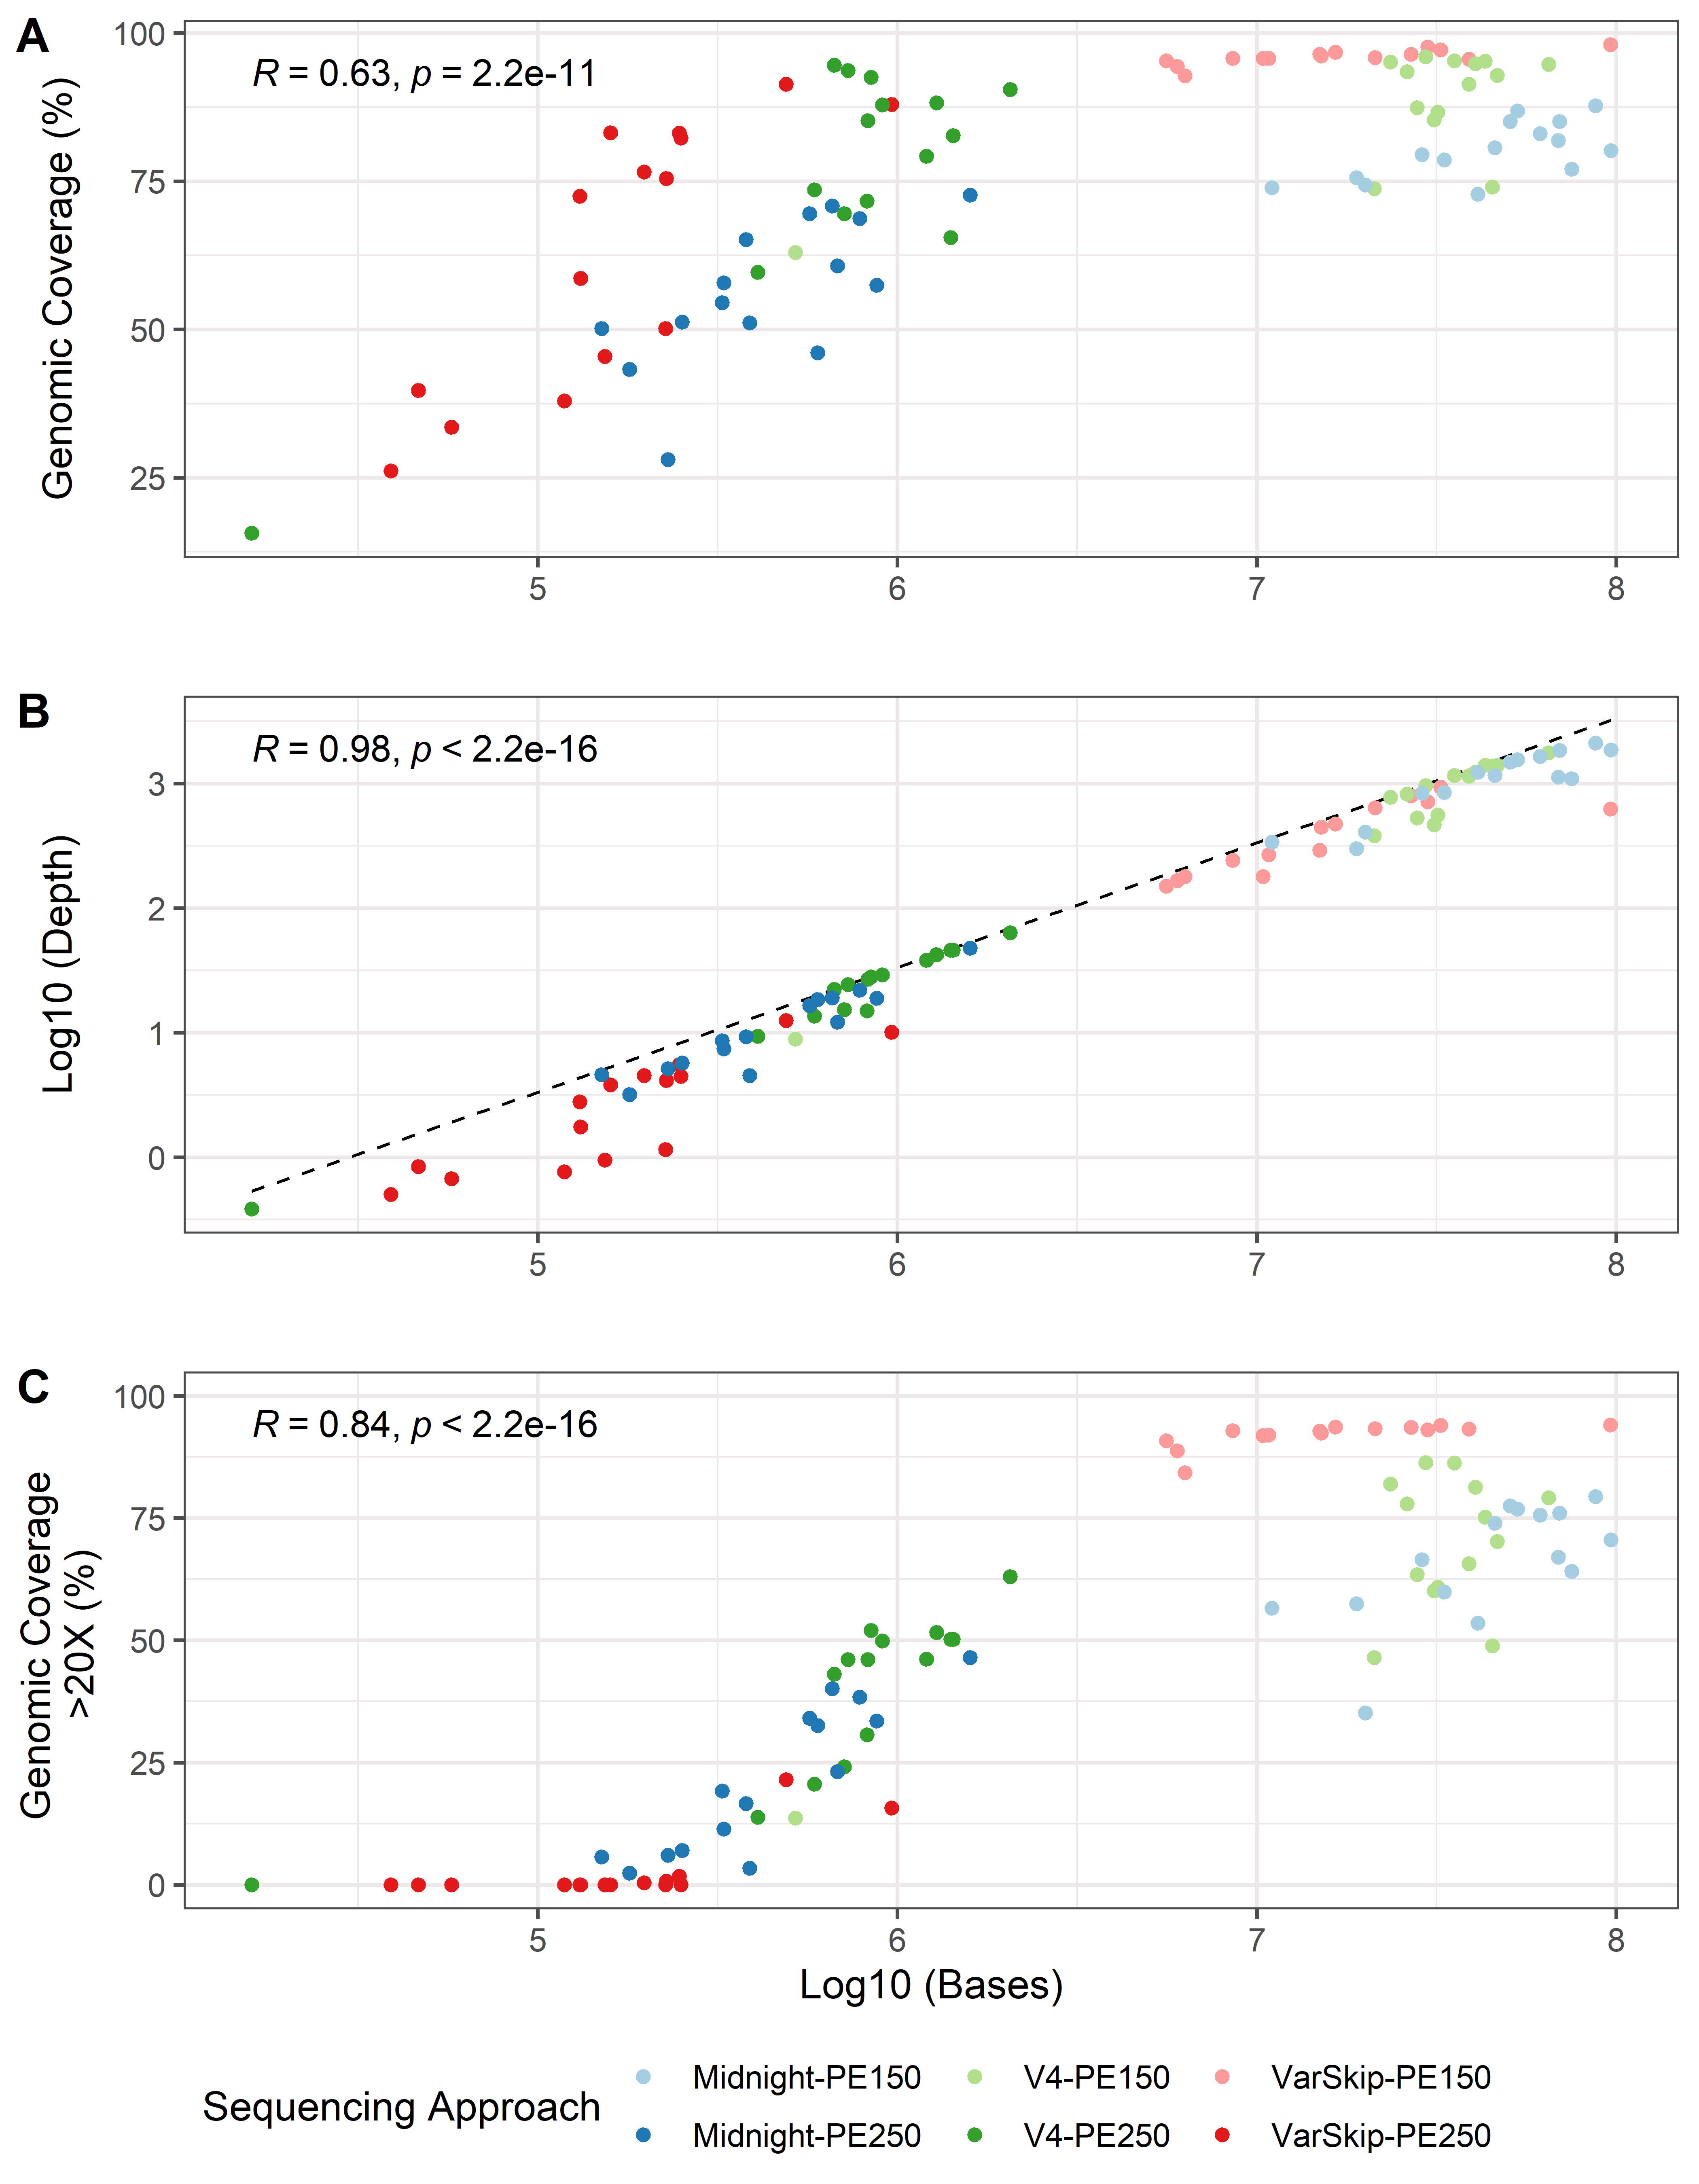 A
Genomic Coverage (%)
100
75
50
25
R = 0.63, p = 2.2e-11
5 6 7 8
B
Log10 (Depth)
3
2
1
0
R = 0.98, p < 2.2e-16
5 6 7 8
C
Genomic Coverage
>20X (%)
100
75
50
25
0
R = 0.84, p < 2.2e-16
5 6 7 8
Log10 (Bases)
Sequencing Approach
Midnight-PE150 V4-PE150 VarSkip-PE150
Midnight-PE250 V4-PE250 VarSkip-PE250